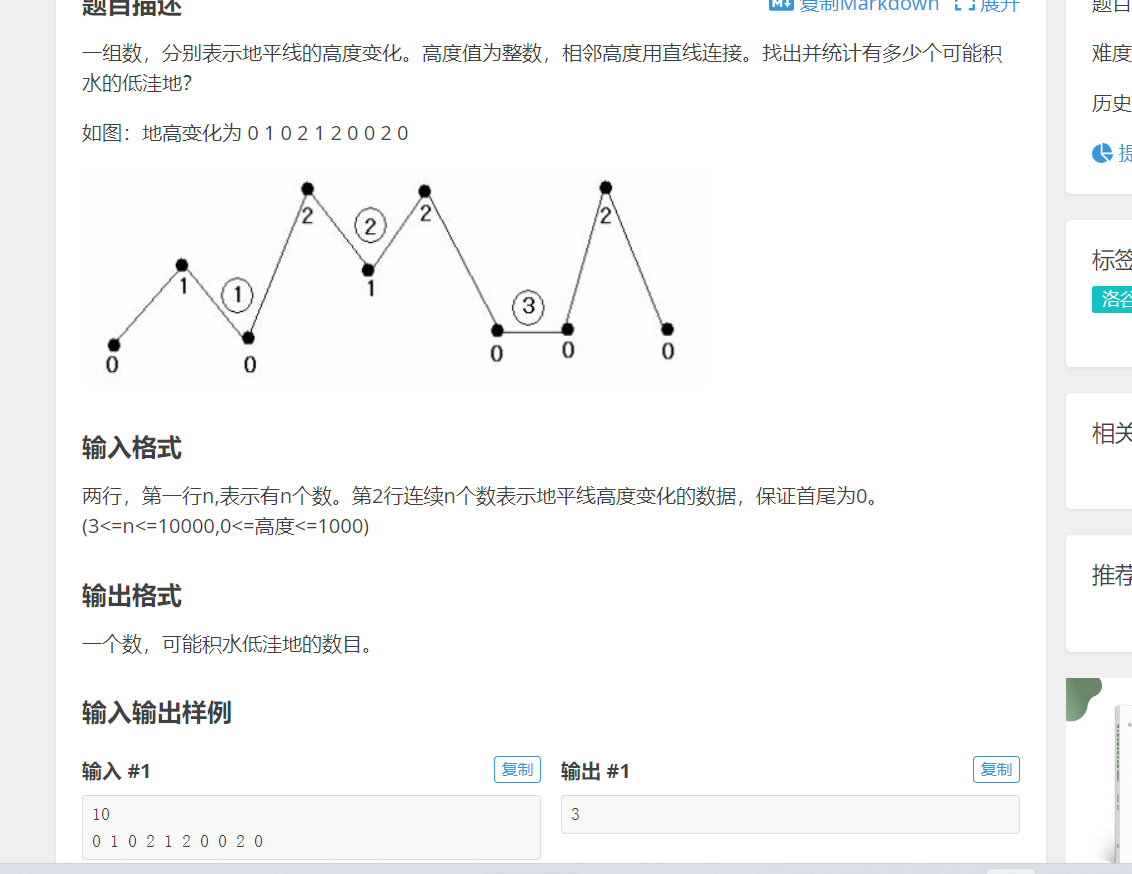 题目描述
复制Markdown 展开
一组数，分别表示地平线的高度变化。高度值为整数，相邻高度用直线连接。找出并统计有多少个可能积
水的低洼地？
如图：地高变化为 0 1 0 2 1 2 0 0 2 0
2 2 2
2
1 1 1
3
0 0 0 0 0
输入格式
两行，第一行n,表示有n个数。第2行连续n个数表示地平线高度变化的数据，保证首尾为0。
(3<=n<=10000,0<=高度<=1000)
输出格式
一个数，可能积水低洼地的数目。
输入输出样例
输入 #1 复制 输出 #1 复制
10
0 1 0 2 1 2 0 0 2 0
3
题目
难度
历史
提
标签
洛谷
相关
推荐